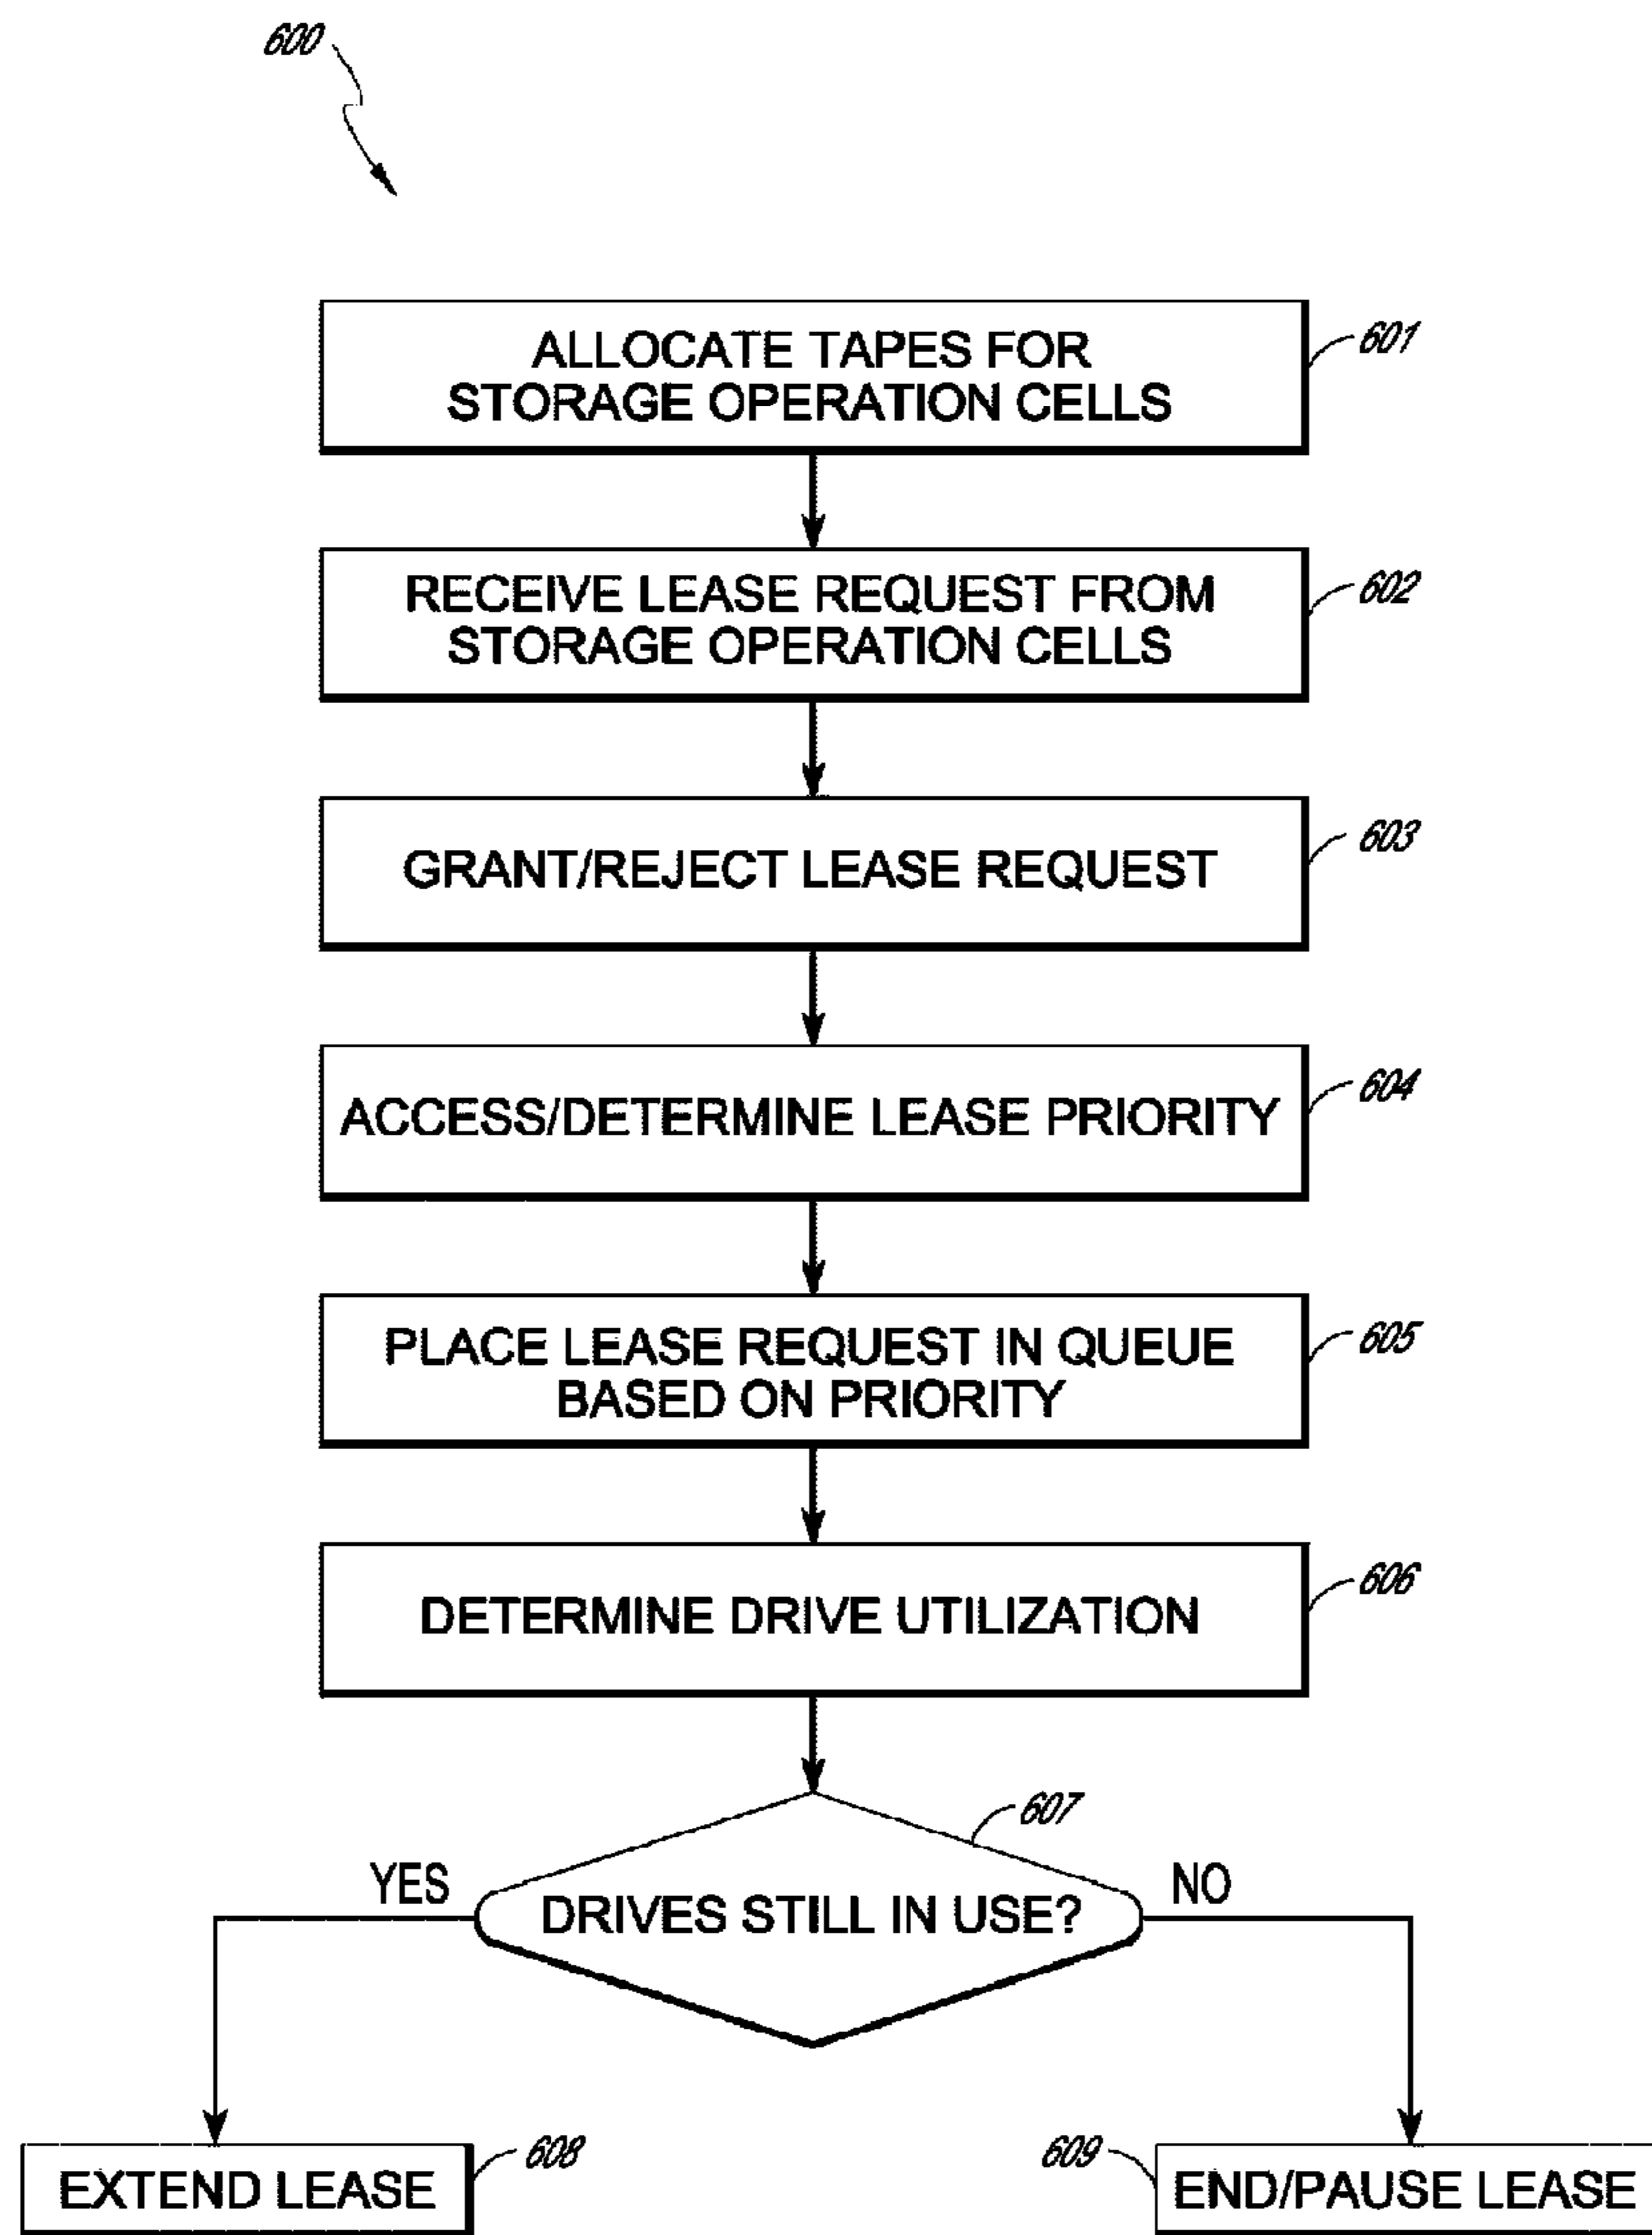 600
ALLOCATE TAPES FOR
STORAGE OPERATION CELLS
601
RECEIVE LEASE REQUEST FROM
STORAGE OPERATION CELLS
602
GRANT/REJECT LEASE REQUEST
603
ACCESS/DETERMINE LEASE PRIORITY
604
PLACE LEASE REQUEST IN QUEUE
BASED ON PRIORITY
605
DETERMINE DRIVE UTILIZATION
606
607
YES
DRIVES STILL IN USE?
NO
EXTEND LEASE
608
609
END/PAUSE LEASE